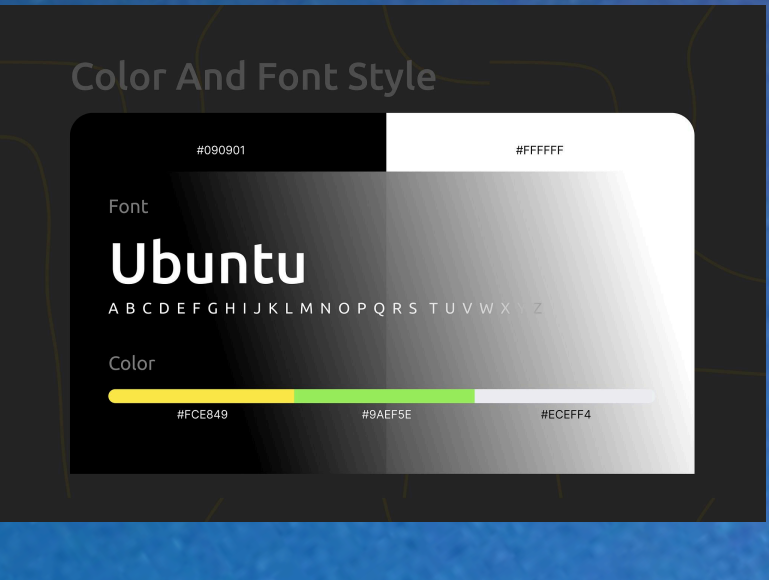 Color And Font Style
#090901
#FFFFFF
Font
Ubuntu
A B C D E F G H I J K L M N O P Q R S T U V W X Y Z
Color
#FCE849
#9AEF5E
#ECEFF4